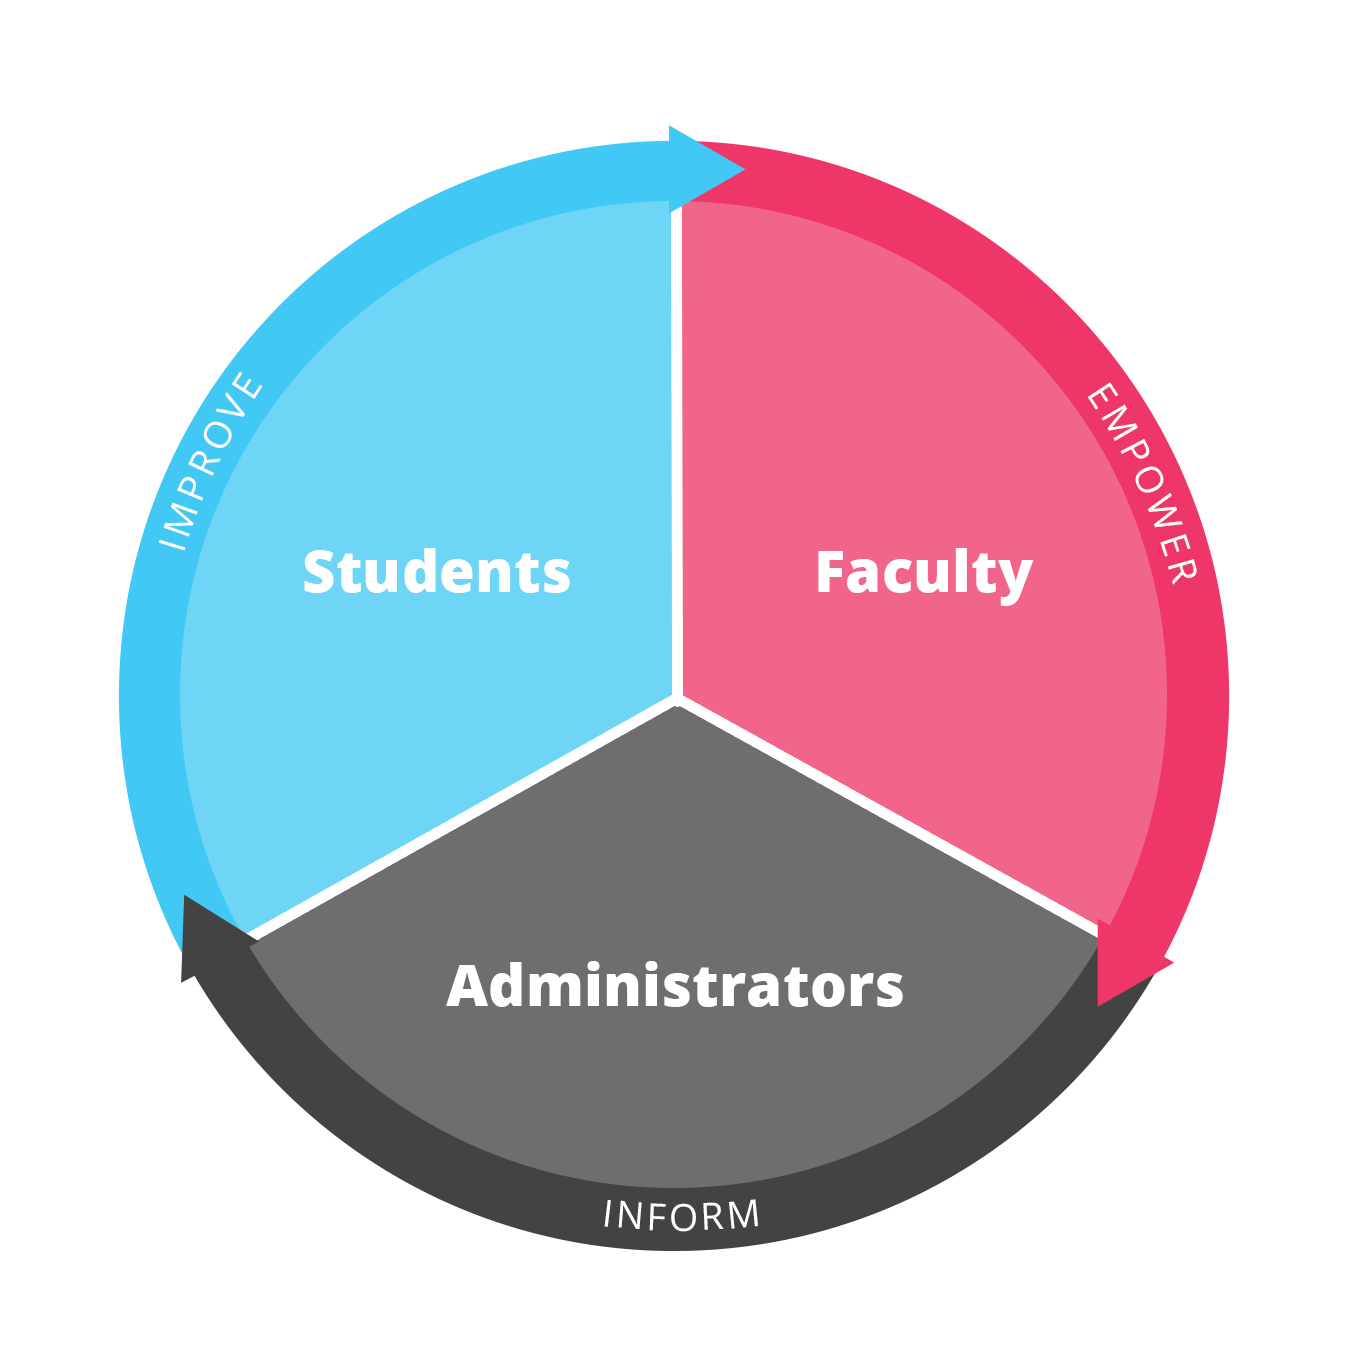 IMPROVE
EMPOWER
Students
Faculty
Administrators
INFORM